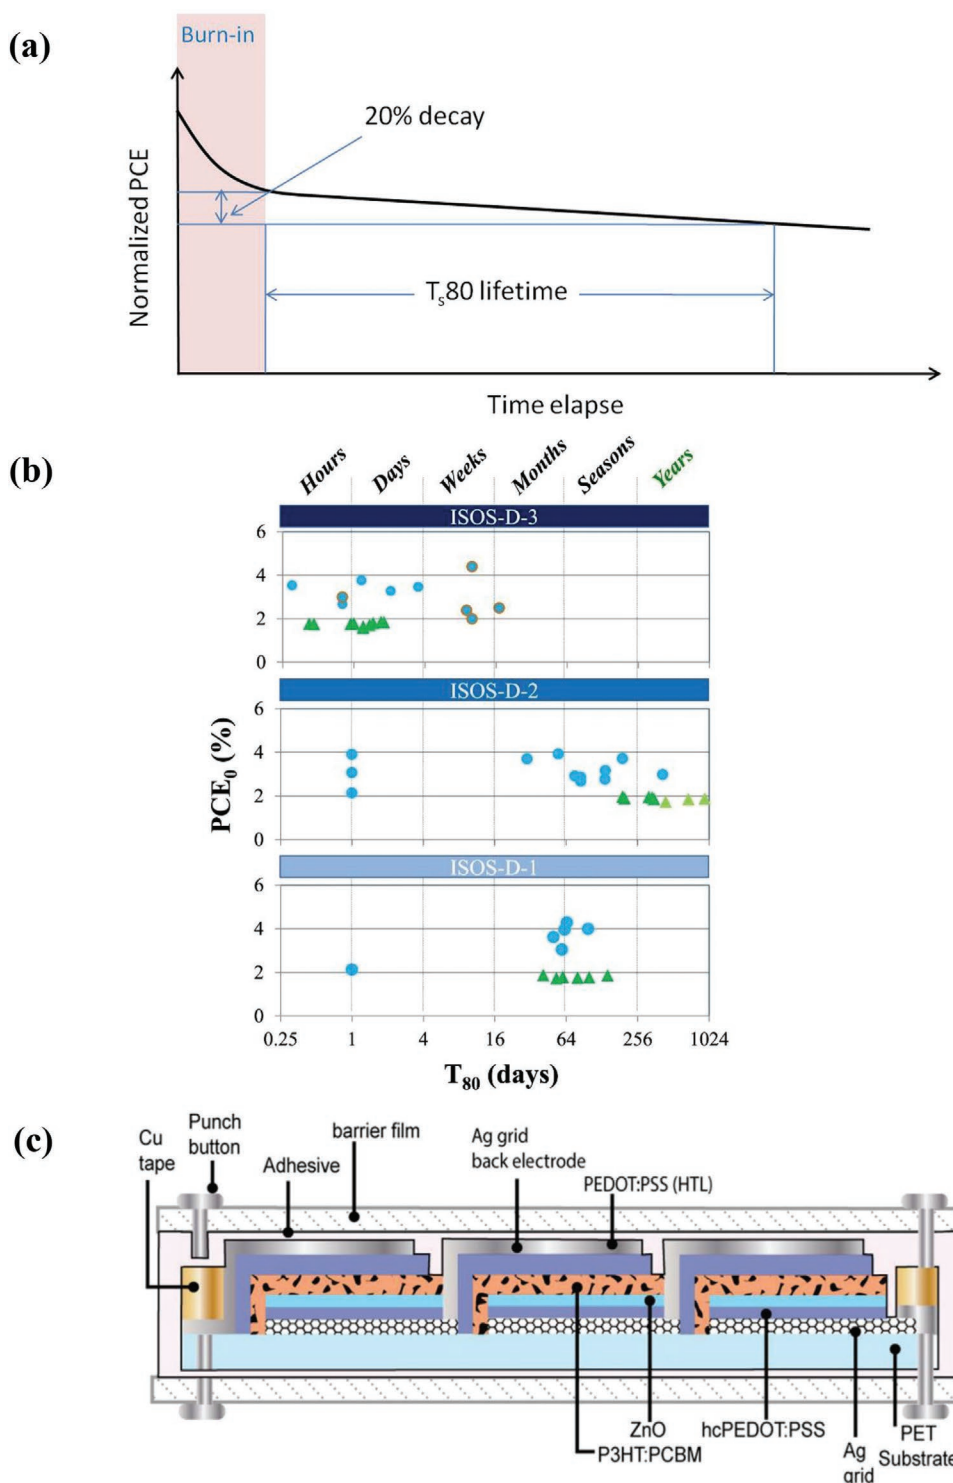 (a)
Burn-in
20% decay
Normalized PCE
Tₛ80 lifetime
Time elapse
(b)
Hours
Days
Weeks
Months
Seasons
Years
ISOS-D-3
6
4
2
0
ISOS-D-2
6
4
2
0
PCE₀ (%)
ISOS-D-1
6
4
2
0
0.25 1 4 16 64 256 1024
T₈₀ (days)
(c)
Cu
tape
Punch
button
Adhesive
barrier film
Ag grid
back electrode
PEDOT:PSS (HTL)
ZnO
P3HT:PCBM
hcPEDOT:PSS
Ag
grid
PET
Substrate